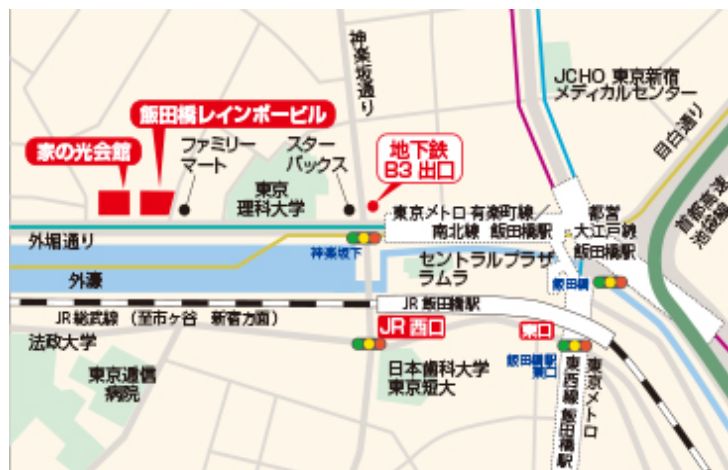 神楽坂通り
JCHO 東京新宿
メディカルセンター
目白通り
首都高速
池袋線
飯田橋レインボービル
家の光会館
ファミリー
マート
スター
バックス
地下鉄
B3 出口
東京
理科大学
東京メトロ 有楽町線/
南北線 飯田橋駅
都営
大江戸線
飯田橋駅
外堀通り
神楽坂下
セントラルプラザ
ラムラ
飯田橋
外濠
JR 飯田橋駅
JR 総武線 (至市ヶ谷 新宿方面)
JR 西口
東口
法政大学
飯田橋駅
東口
東京逓信
病院
日本歯科大学
東京短大
東京メトロ
東西線 飯田橋駅